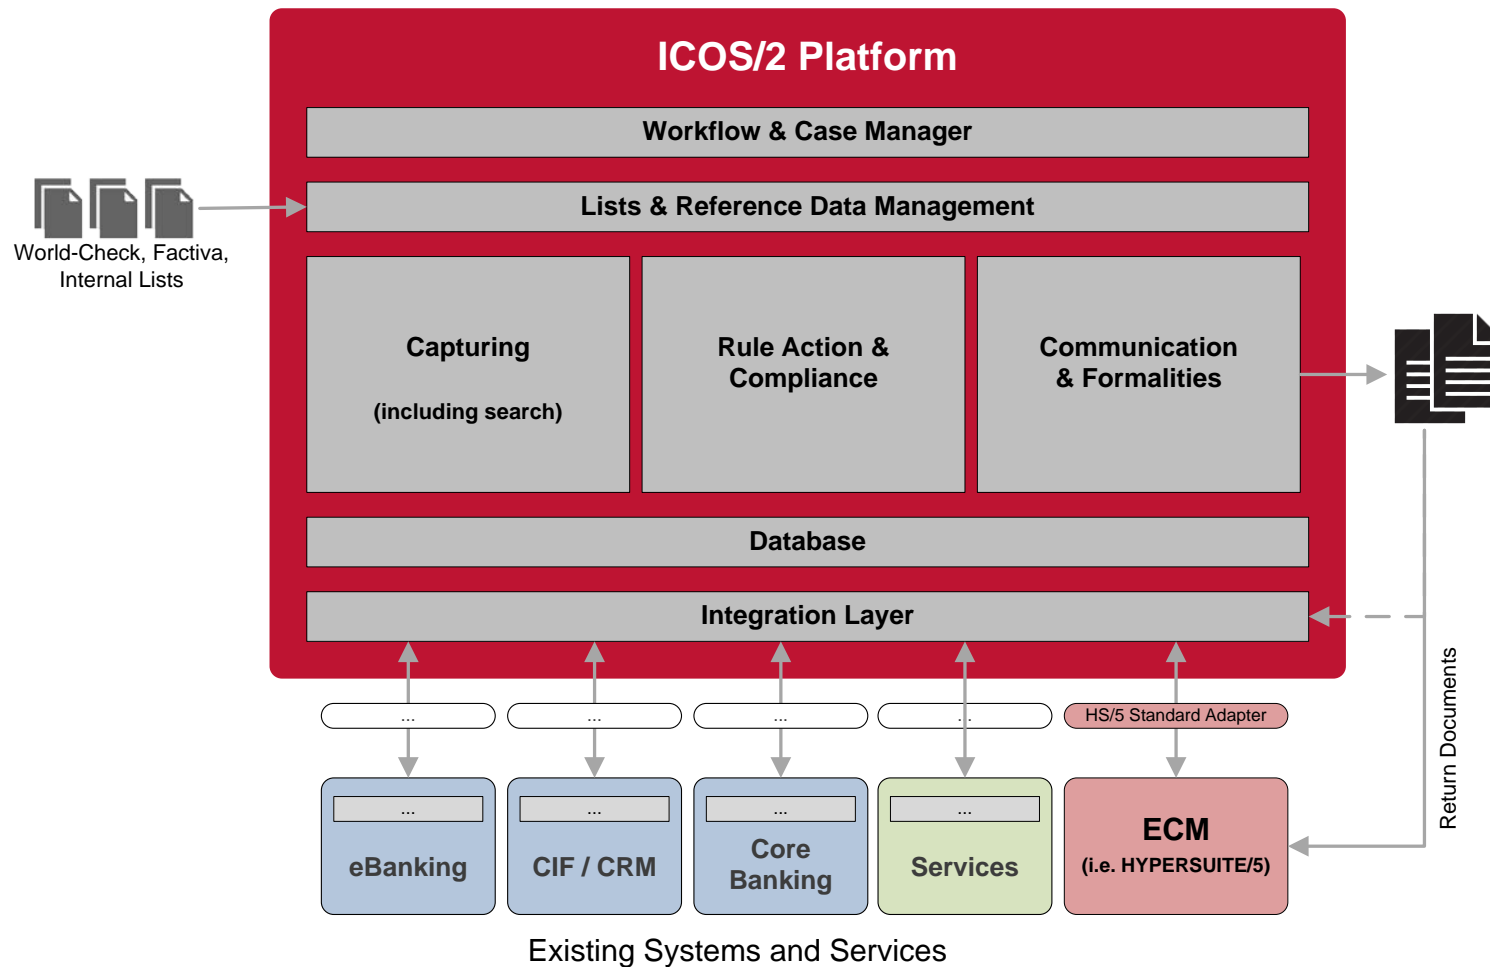 ICOS/2 Platform
Workflow & Case Manager
Lists & Reference Data Management
World-Check, Factiva,
Internal Lists
Capturing
(including search)
Rule Action &
Compliance
Communication
& Formalities
Database
Integration Layer
Return Documents
...
...
...
...
HS/5 Standard Adapter
...
eBanking
...
CIF / CRM
...
Core
Banking
...
Services
ECM
(i.e. HYPERSUITE/5)
Existing Systems and Services